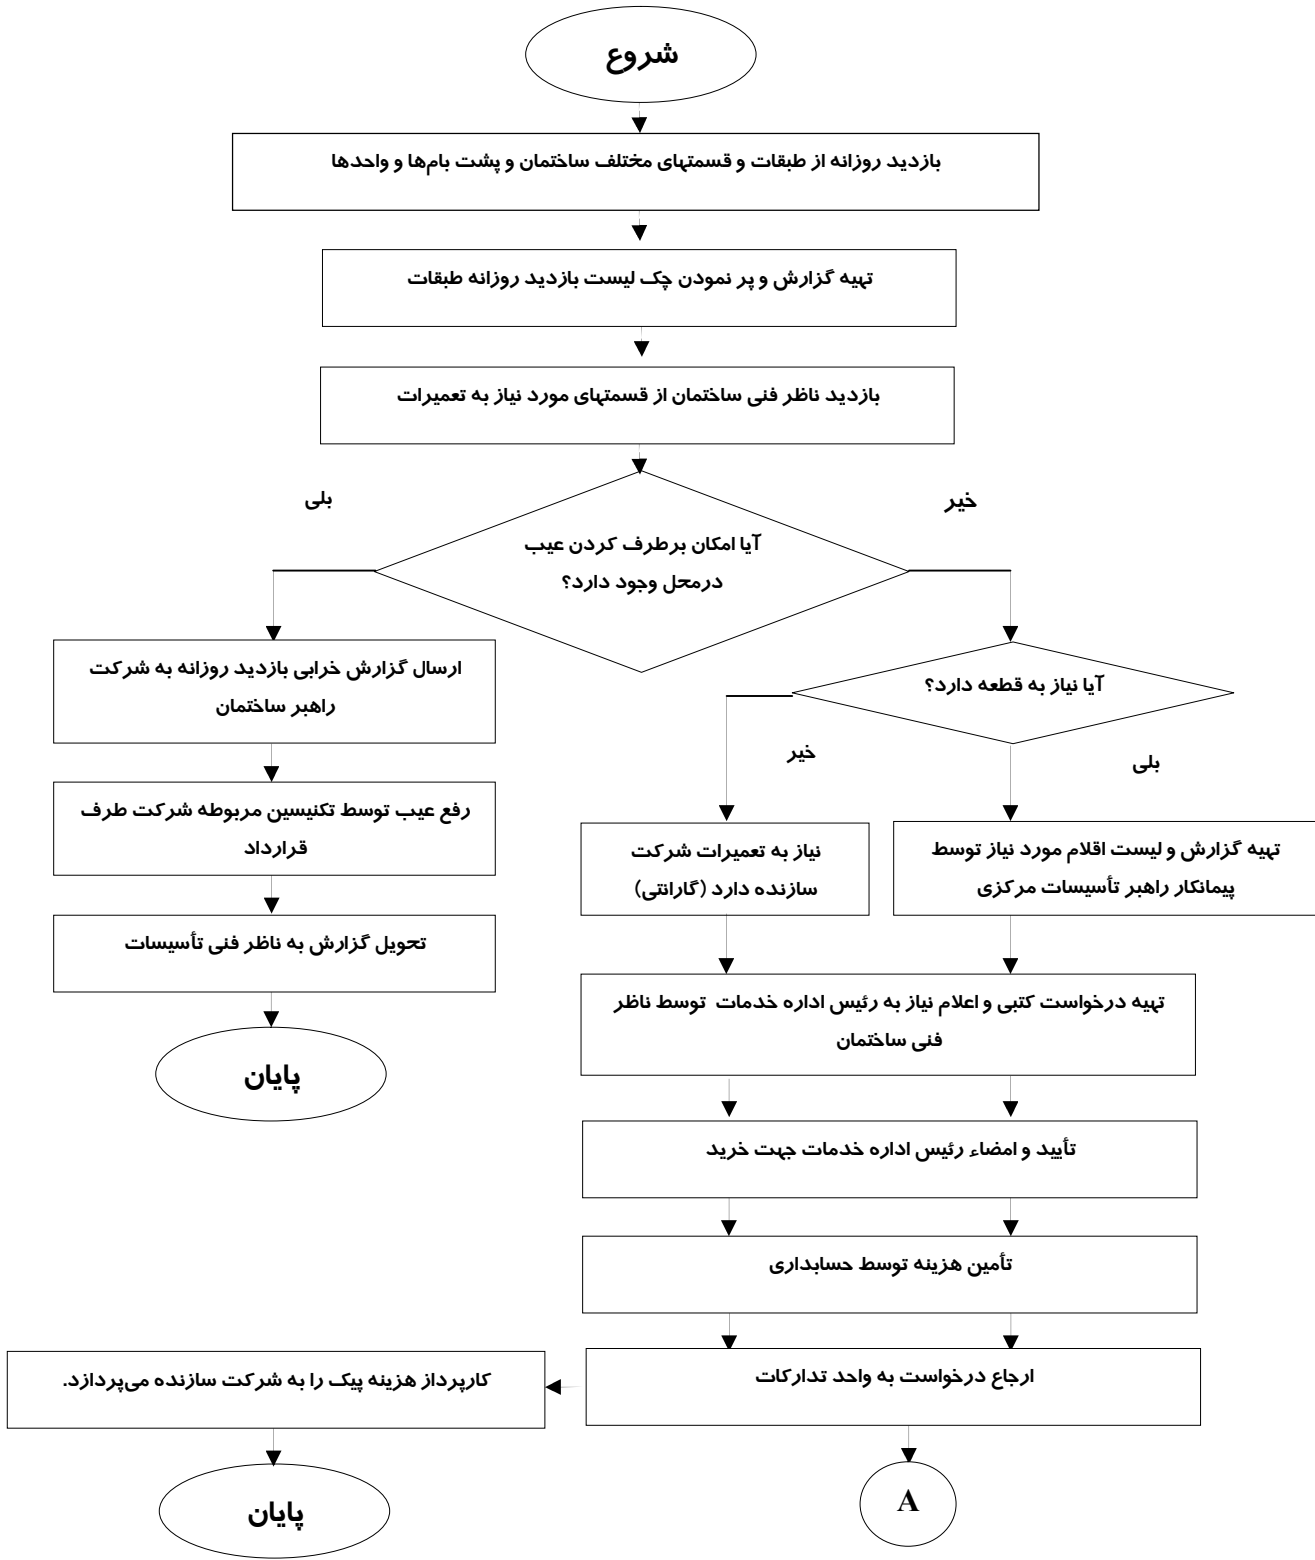 شروع
بازدید روزانه از طبقات و قسمتهای مختلف ساختمان و پشت بام‌ها و واحدها
تهیه گزارش و پر نمودن چک لیست بازدید روزانه طبقات
بازدید ناظر فنی ساختمان از قسمتهای مورد نیاز به تعمیرات
خیر
بلی
آیا امکان برطرف کردن عیب
درمحل وجود دارد؟
آیا نیاز به قطعه دارد؟
ارسال گزارش خرابی بازدید روزانه به شرکت
راهبر ساختمان
بلی
خیر
رفع عیب توسط تکنیسین مربوطه شرکت طرف
قرارداد
تهیه گزارش و لیست اقلام مورد نیاز توسط
پیمانکار راهبر تأسیسات مرکزی
نیاز به تعمیرات شرکت
سازنده دارد (گارانتی)
تحویل گزارش به ناظر فنی تأسیسات
تهیه درخواست کتبی و اعلام نیاز به رئیس اداره خدمات توسط ناظر
فنی ساختمان
پایان
تأیید و امضاء رئیس اداره خدمات جهت خرید
تأمین هزینه توسط حسابداری
ارجاع درخواست به واحد تدارکات
کارپرداز هزینه پیک را به شرکت سازنده می‌پردازد.
A
پایان